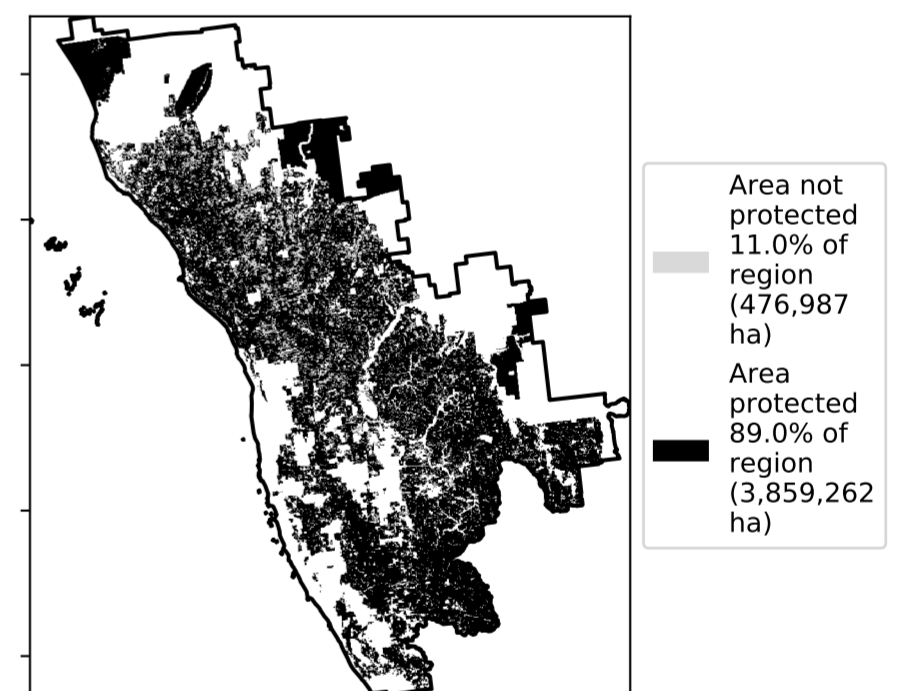 Area not
protected
11.0% of
region
(476,987
ha)
Area
protected
89.0% of
region
(3,859,262
ha)